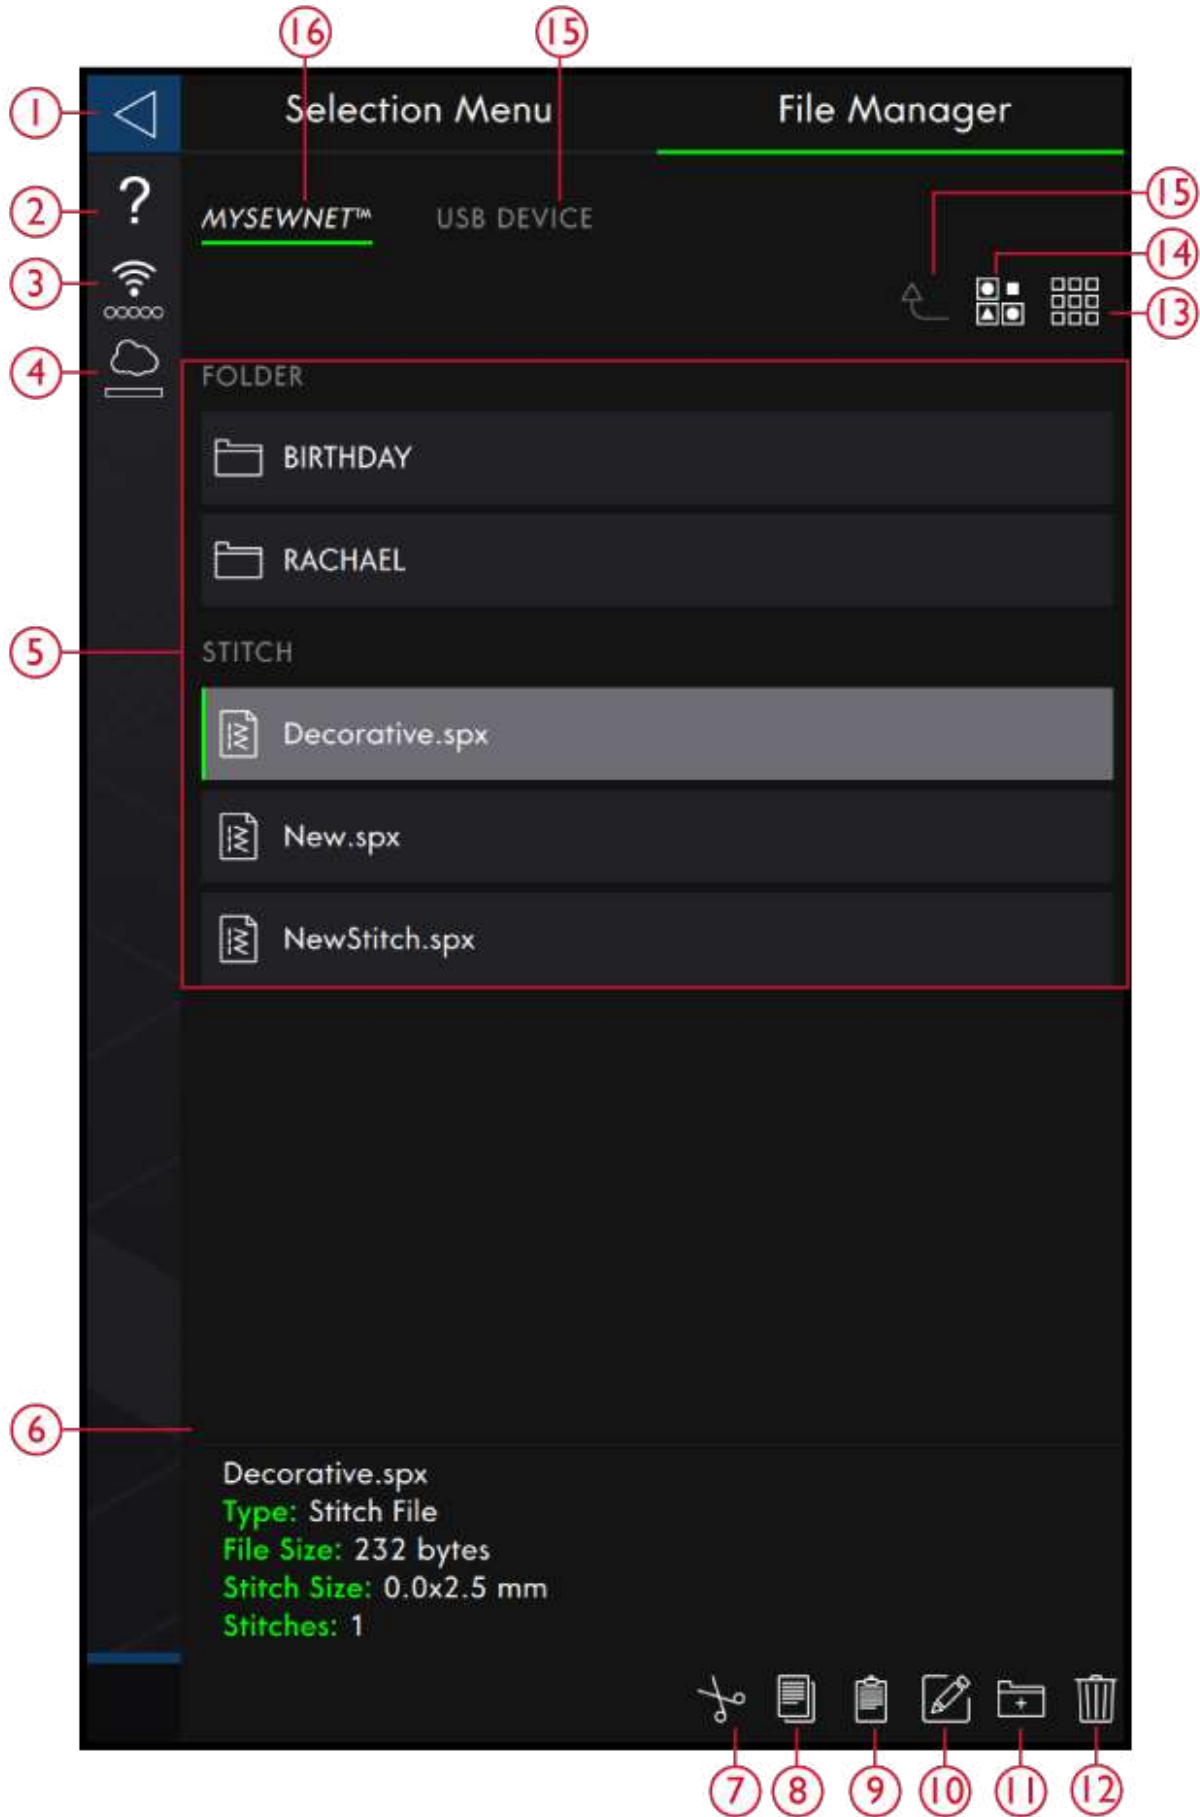 16 15
1 Selection Menu File Manager
2 ? MYSEWNET™ USB DEVICE 15
14
3 13
4 FOLDER
BIRTHDAY
RACHAEL
5 STITCH
Decorative.spx
New.spx
NewStitch.spx
6
Decorative.spx
Type: Stitch File
File Size: 232 bytes
Stitch Size: 0.0x2.5 mm
Stitches: 1
7 8 9 10 11 12